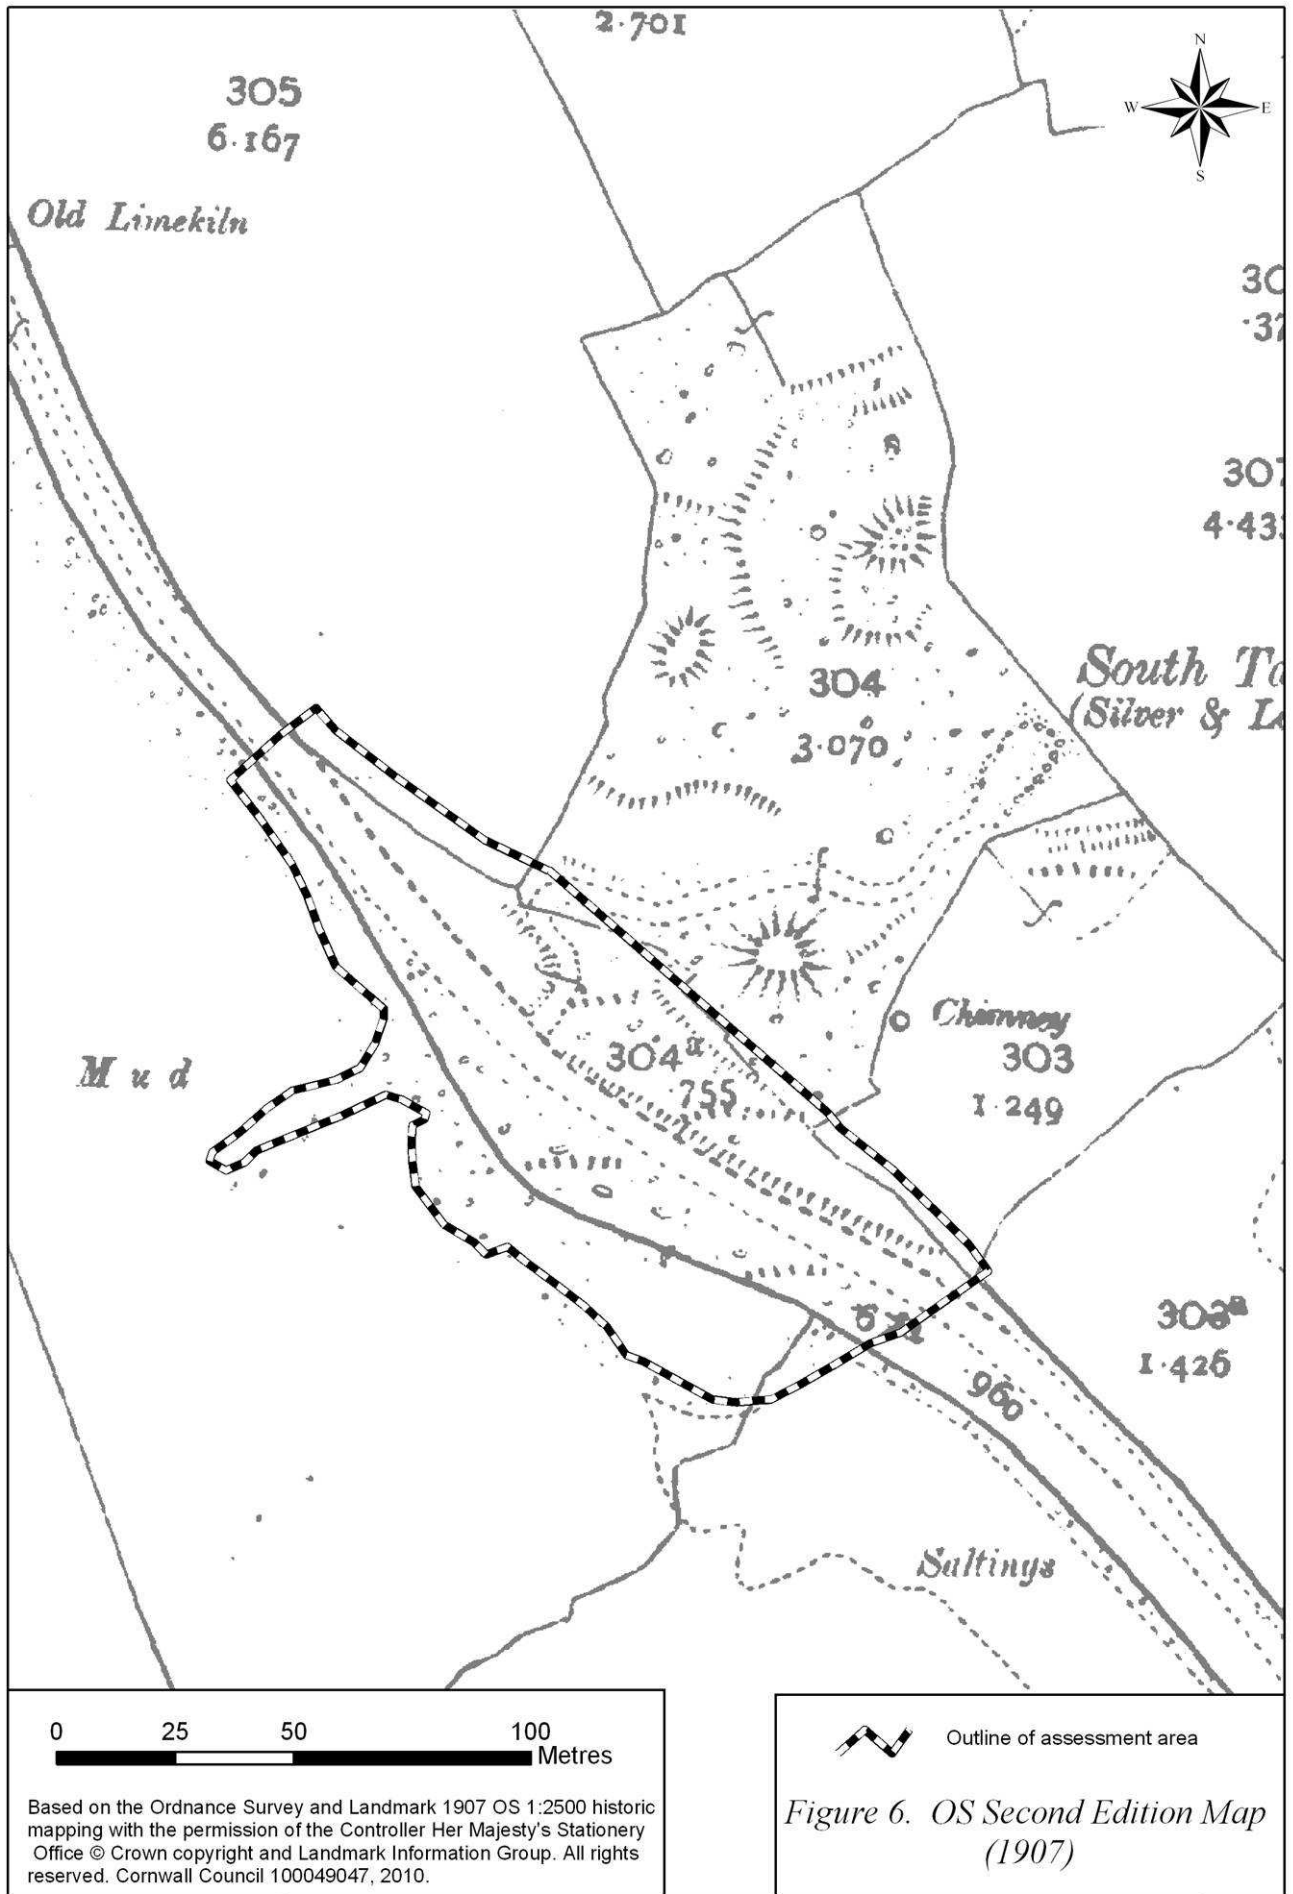 2·701
N
W
E
S
305
6·167
Old Limekiln
30
·37
307
4·43
South Ta
(Silver & Le
304
3·070
Chimney
303
1·249
304a
·755
Mud
303a
1·426
960
Saltings
0 25 50 100
Metres
Outline of assessment area
Based on the Ordnance Survey and Landmark 1907 OS 1:2500 historic
mapping with the permission of the Controller Her Majesty's Stationery
Office © Crown copyright and Landmark Information Group. All rights
reserved. Cornwall Council 100049047, 2010.
Figure 6. OS Second Edition Map
(1907)